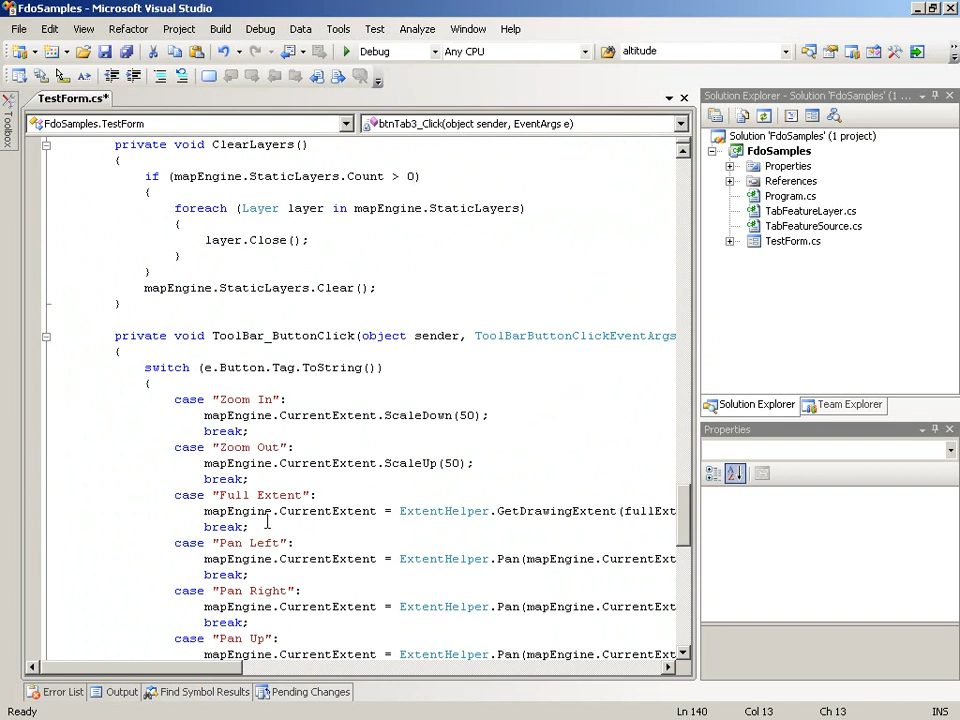 FdoSamples - Microsoft Visual Studio
File Edit View Refactor Project Build Debug Data Tools Test Analyze Window Help
Debug Any CPU altitude
TestForm.cs*
Toolbox
FdoSamples.TestForm btnTab3_Click(object sender, EventArgs e)
private void ClearLayers()
{
if (mapEngine.StaticLayers.Count > 0)
{
foreach (Layer layer in mapEngine.StaticLayers)
{
layer.Close();
}
}
mapEngine.StaticLayers.Clear();
}
private void ToolBar_ButtonClick(object sender, ToolBarButtonClickEventArgs
{
switch (e.Button.Tag.ToString())
{
case "Zoom In":
mapEngine.CurrentExtent.ScaleDown(50);
break;
case "Zoom Out":
mapEngine.CurrentExtent.ScaleUp(50);
break;
case "Full Extent":
mapEngine.CurrentExtent = ExtentHelper.GetDrawingExtent(fullExt
break;
case "Pan Left":
mapEngine.CurrentExtent = ExtentHelper.Pan(mapEngine.CurrentExt
break;
case "Pan Right":
mapEngine.CurrentExtent = ExtentHelper.Pan(mapEngine.CurrentExt
break;
case "Pan Up":
mapEngine.CurrentExtent = ExtentHelper.Pan(mapEngine.CurrentExt
Solution Explorer - Solution 'FdoSamples' (1 ...
Solution 'FdoSamples' (1 project)
FdoSamples
Properties
References
Program.cs
TabFeatureLayer.cs
TabFeatureSource.cs
TestForm.cs
Solution Explorer Team Explorer
Properties
Error List Output Find Symbol Results Pending Changes
Ready Ln 140 Col 13 Ch 13 INS